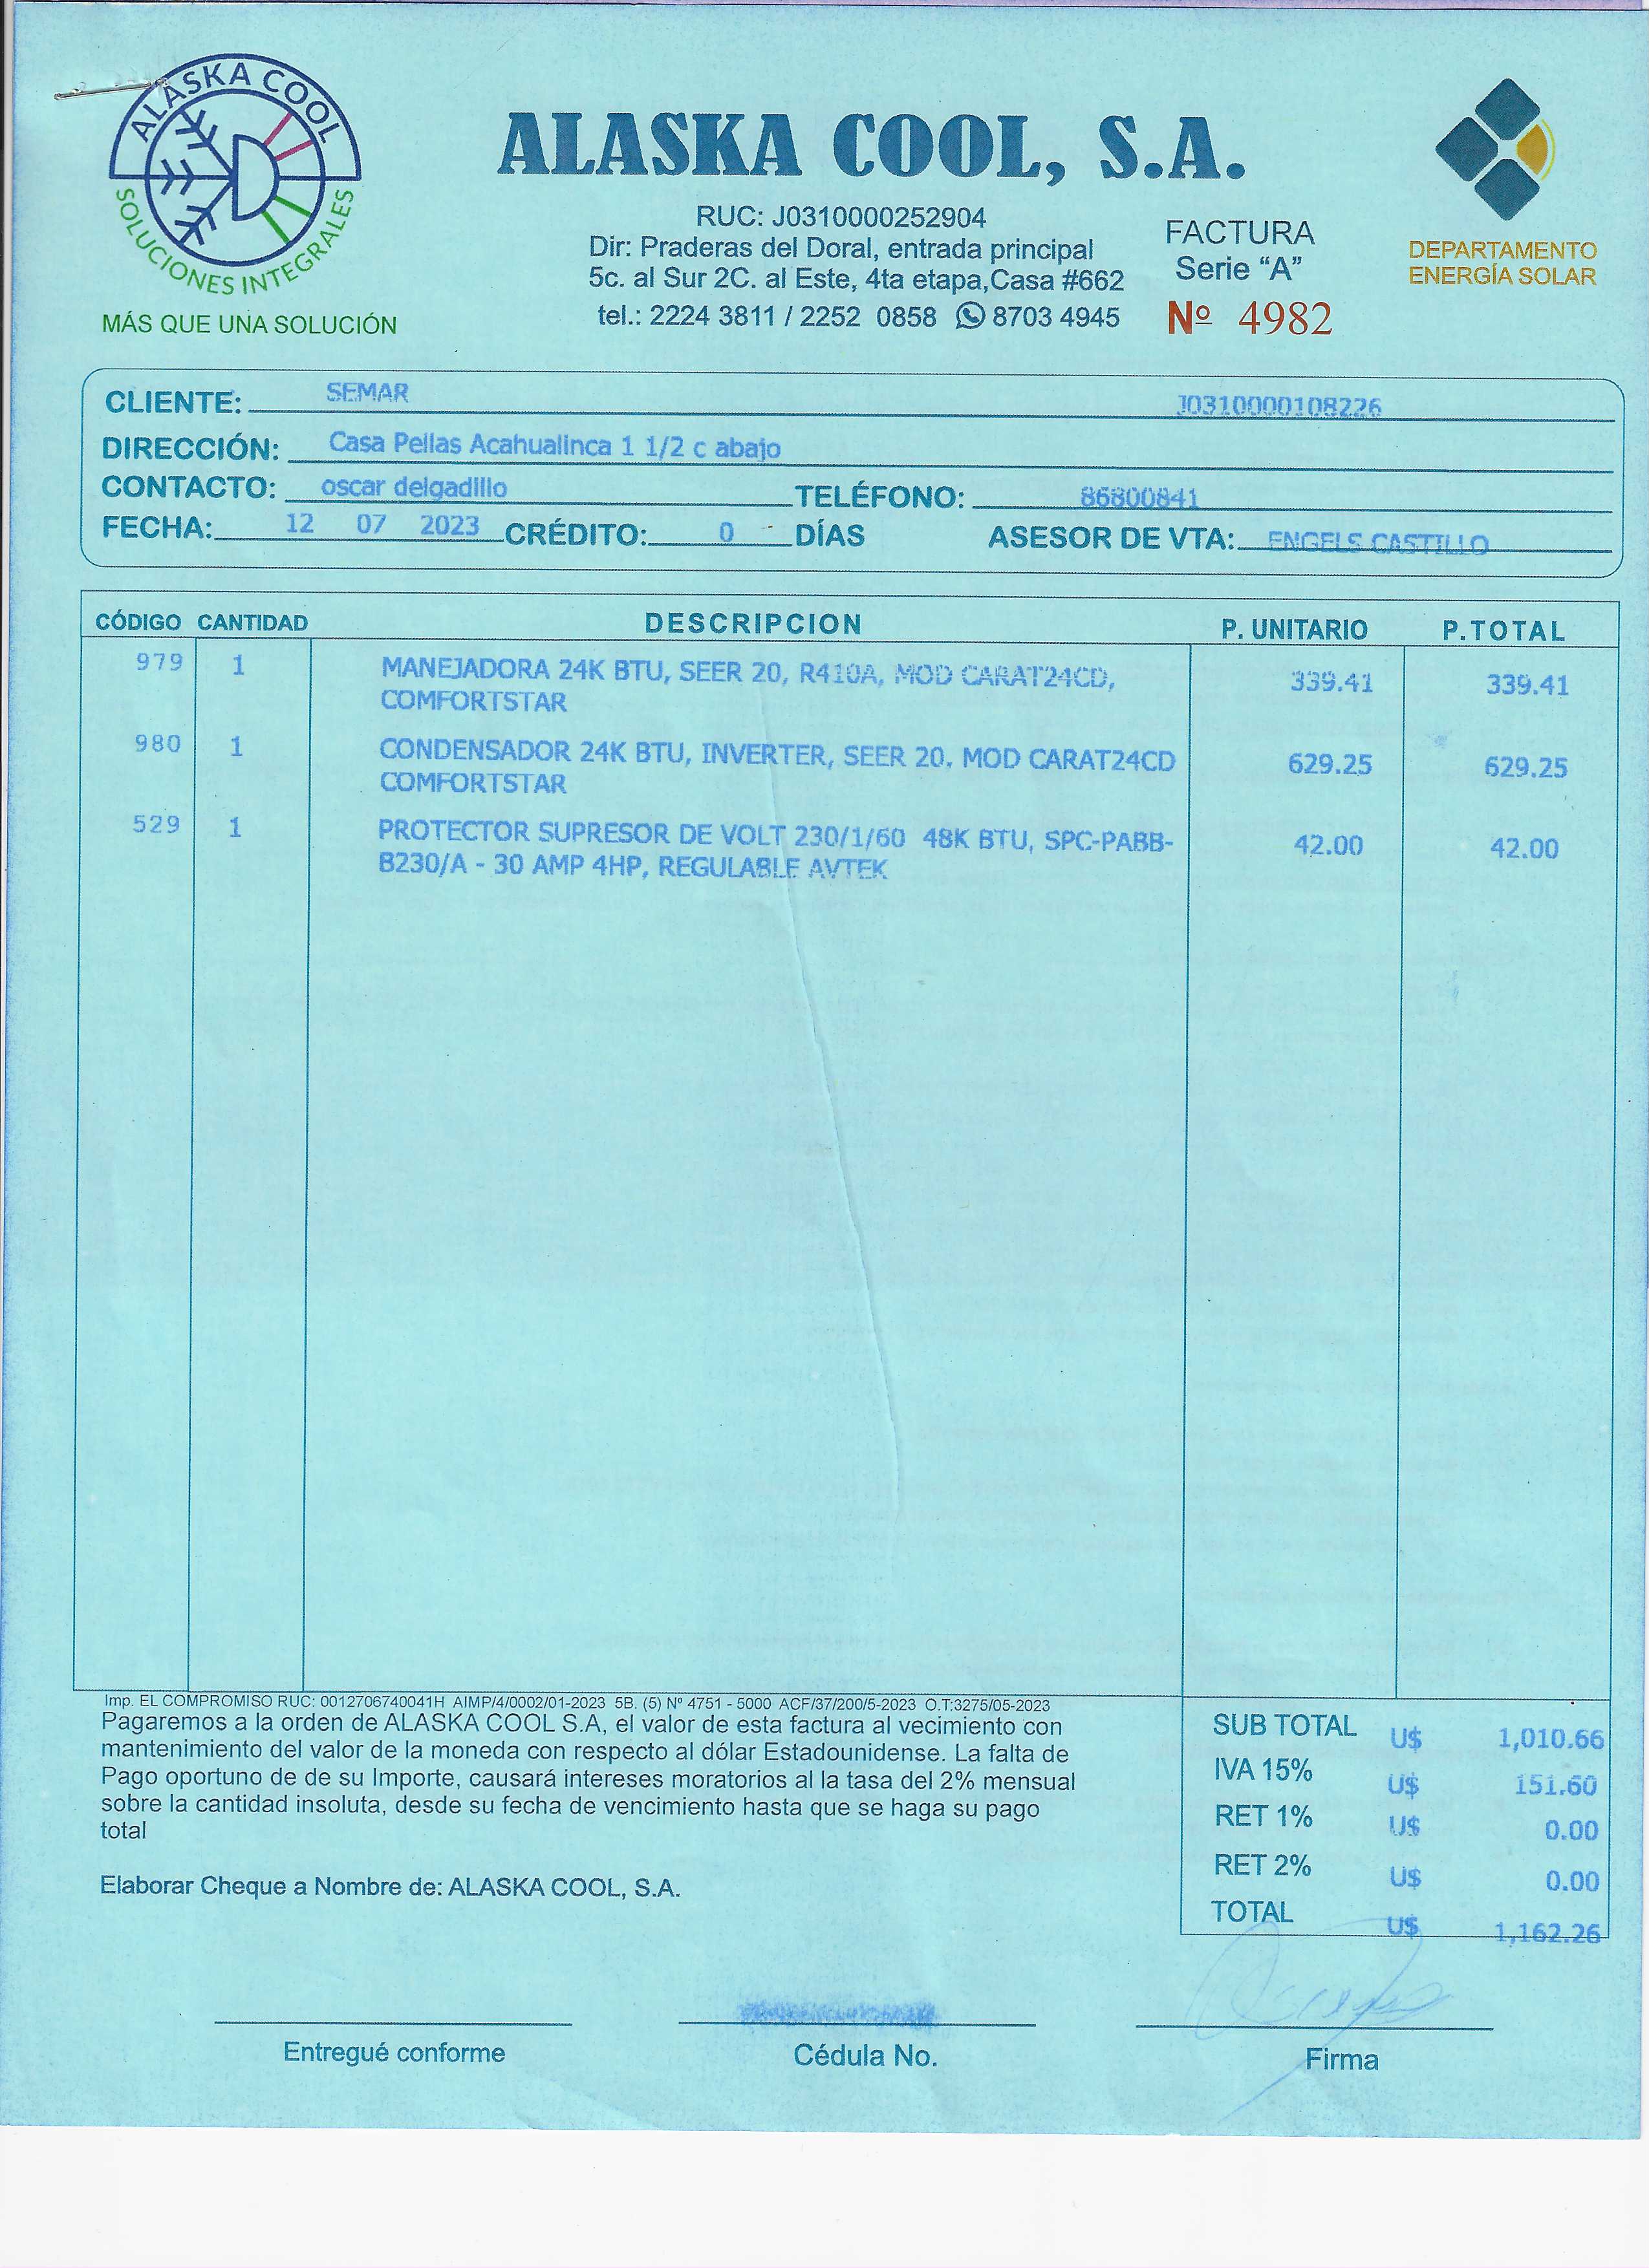 ALASKA COOL
SOLUCIONES INTEGRALES
MÁS QUE UNA SOLUCIÓN
ALASKA COOL, S.A.
RUC: J0310000252904
Dir: Praderas del Doral, entrada principal
5c. al Sur 2C. al Este, 4ta etapa,Casa #662
tel.: 2224 3811 / 2252 0858 8703 4945
FACTURA
Serie “A”
Nº 4982
DEPARTAMENTO
ENERGÍA SOLAR
CLIENTE: SEMAR J0310000108226
DIRECCIÓN: Casa Pellas Acahualinca 1 1/2 c abajo
CONTACTO: oscar delgadillo TELÉFONO: 86800841
FECHA: 12 07 2023 CRÉDITO: 0 DÍAS ASESOR DE VTA: ENGELS CASTILLO
CÓDIGO CANTIDAD DESCRIPCION P. UNITARIO P.TOTAL
979 1 MANEJADORA 24K BTU, SEER 20, R410A, MOD CARAT24CD, 339.41 339.41
COMFORTSTAR
980 1 CONDENSADOR 24K BTU, INVERTER, SEER 20, MOD CARAT24CD 629.25 629.25
COMFORTSTAR
529 1 PROTECTOR SUPRESOR DE VOLT 230/1/60 48K BTU, SPC-PABB- 42.00 42.00
B230/A - 30 AMP 4HP, REGULABLE AVTEK
Imp. EL COMPROMISO RUC: 0012706740041H AIMP/4/0002/01-2023 5B. (5) Nº 4751 - 5000 ACF/37/200/5-2023 O.T:3275/05-2023
Pagaremos a la orden de ALASKA COOL S.A, el valor de esta factura al vecimiento con
mantenimiento del valor de la moneda con respecto al dólar Estadounidense. La falta de
Pago oportuno de de su Importe, causará intereses moratorios al la tasa del 2% mensual
sobre la cantidad insoluta, desde su fecha de vencimiento hasta que se haga su pago
total
Elaborar Cheque a Nombre de: ALASKA COOL, S.A.
SUB TOTAL U$ 1,010.66
IVA 15% U$ 151.60
RET 1% U$ 0.00
RET 2% U$ 0.00
TOTAL U$ 1,162.26
Entregué conforme
Cédula No.
Firma